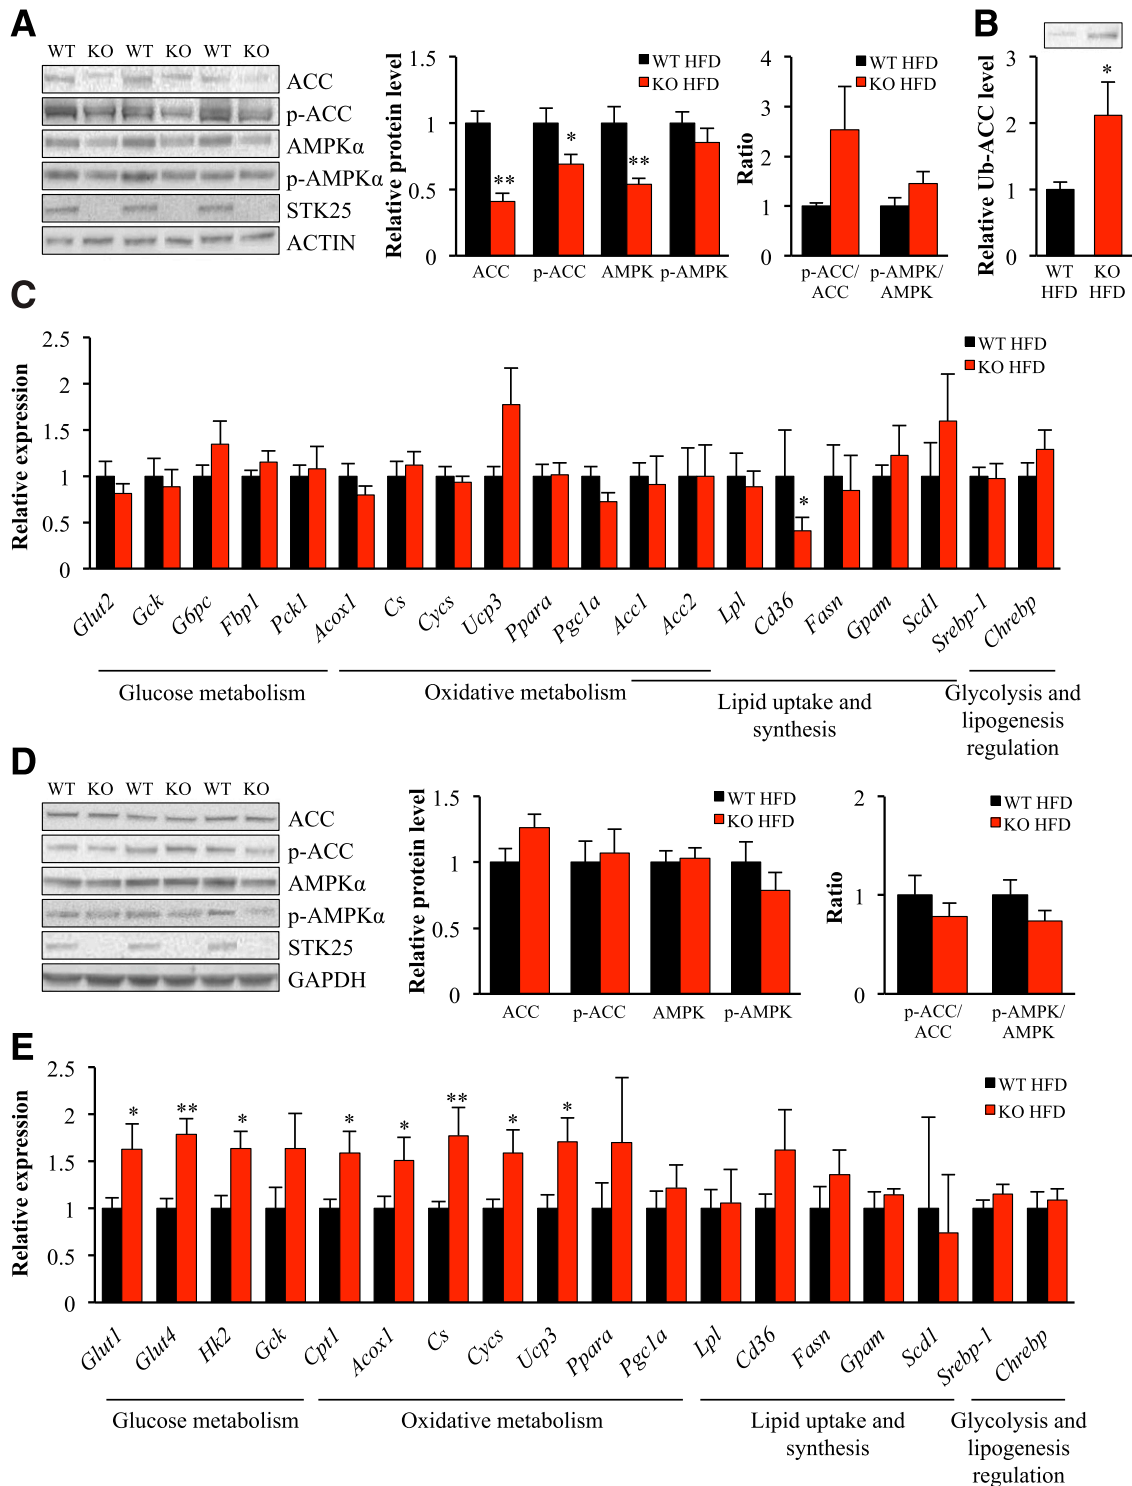 A
WT KO WT KO WT KO
ACC
p-ACC
AMPKα
p-AMPKα
STK25
ACTIN
Relative protein level
1.5
1
0.5
0
WT HFD
KO HFD
**
*
**
ACC p-ACC AMPK p-AMPK
Ratio
4
3
2
1
0
WT HFD
KO HFD
p-ACC/
ACC
p-AMPK/
AMPK
B
Relative Ub-ACC level
3
2
1
0
*
WT
HFD
KO
HFD
C
Relative expression
2.5
2
1.5
1
0.5
0
WT HFD
KO HFD
*
Glut2 Gck G6pc Fbp1 Pck1 Acox1 Cs Cycs Ucp3 Ppara Pgc1a Acc1 Acc2 Lpl Cd36 Fasn Gpam Scd1 Srebp-1 Chrebp
Glucose metabolism
Oxidative metabolism
Lipid uptake and
synthesis
Glycolysis and
lipogenesis
regulation
D
WT KO WT KO WT KO
ACC
p-ACC
AMPKα
p-AMPKα
STK25
GAPDH
Relative protein level
1.5
1
0.5
0
WT HFD
KO HFD
ACC p-ACC AMPK p-AMPK
Ratio
2
1
0
WT HFD
KO HFD
p-ACC/
ACC
p-AMPK/
AMPK
E
Relative expression
2.5
2
1.5
1
0.5
0
WT HFD
KO HFD
* ** * * * ** * *
Glut1 Glut4 Hk2 Gck Cpt1 Acox1 Cs Cycs Ucp3 Ppara Pgc1a Lpl Cd36 Fasn Gpam Scd1 Srebp-1 Chrebp
Glucose metabolism
Oxidative metabolism
Lipid uptake and
synthesis
Glycolysis and
lipogenesis
regulation